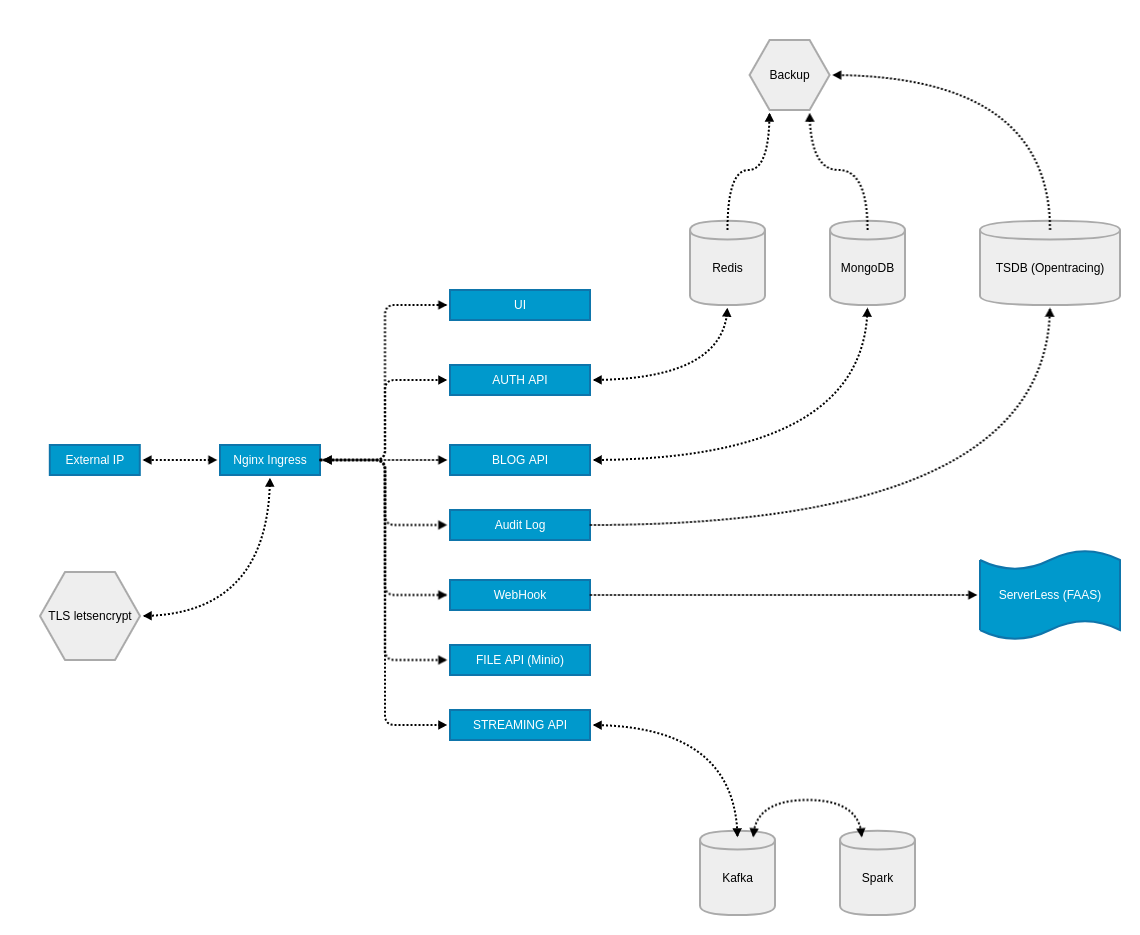 Backup
Redis
MongoDB
TSDB (Opentracing)
UI
AUTH API
External IP
Nginx Ingress
BLOG API
Audit Log
WebHook
ServerLess (FAAS)
TLS letsencrypt
FILE API (Minio)
STREAMING API
Kafka
Spark